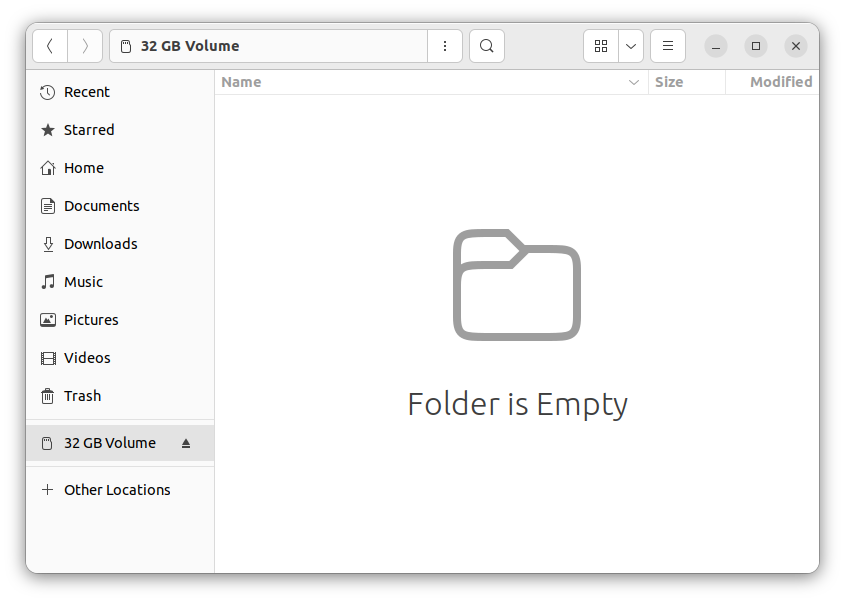 32 GB Volume
Name Size Modified
Recent
Starred
Home
Documents
Downloads
Music
Pictures
Videos
Trash
32 GB Volume
Other Locations
Folder is Empty